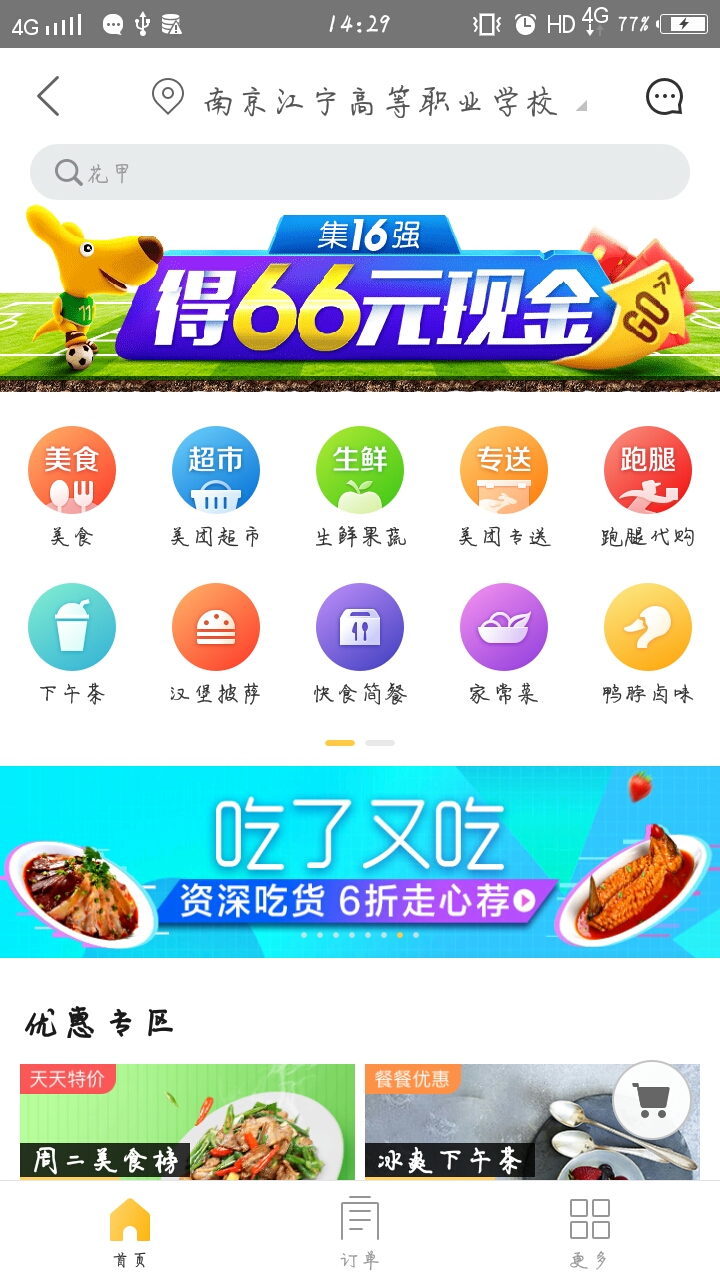 4G 14:29 HD 4G 77%
南京江宁高等职业学校
花甲
集16强
得66元现金
GO
11
美食 超市 生鲜 专送 跑腿
美食 美团超市 生鲜果蔬 美团专送 跑腿代购
下午茶 汉堡披萨 快食简餐 家常菜 鸭脖卤味
吃了又吃
资深吃货 6折走心荐
优惠专区
天天特价 餐餐优惠
周二美食榜 冰爽下午茶
首页 订单 更多